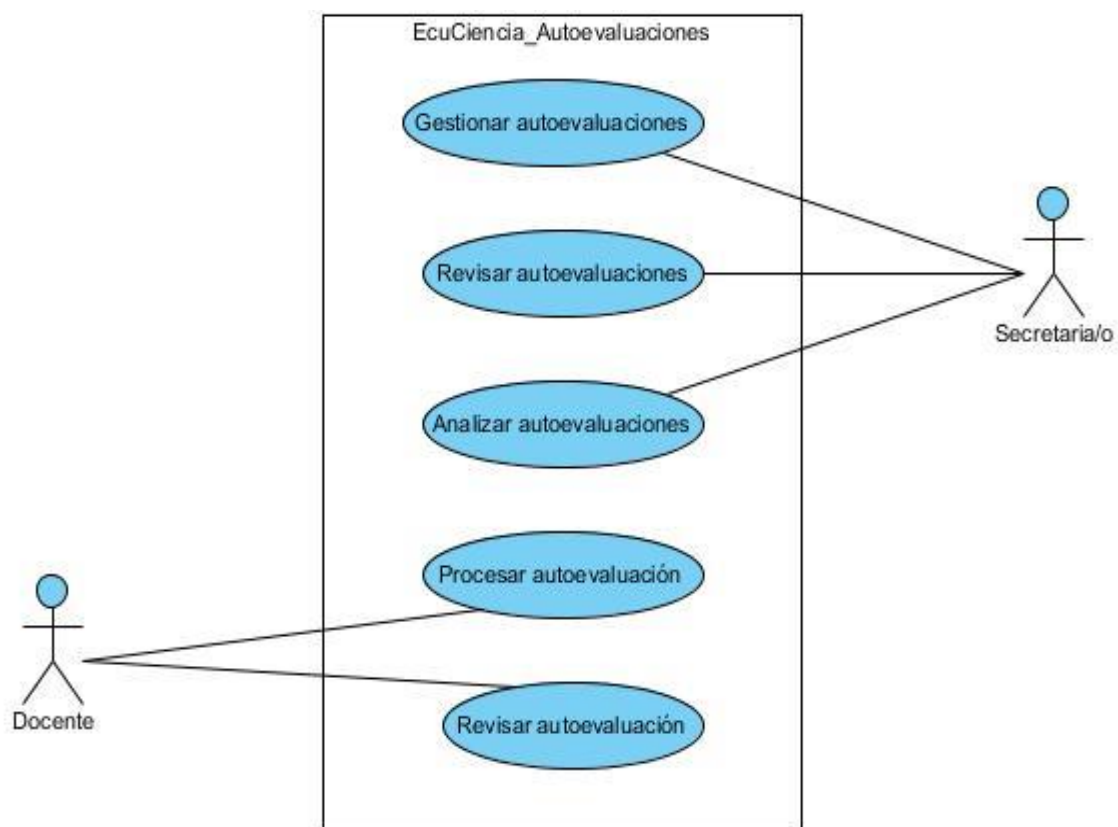 EcuCiencia_Autoevaluaciones
Gestionar autoevaluaciones
Revisar autoevaluaciones
Secretaria/o
Analizar autoevaluaciones
Procesar autoevaluación
Docente
Revisar autoevaluación